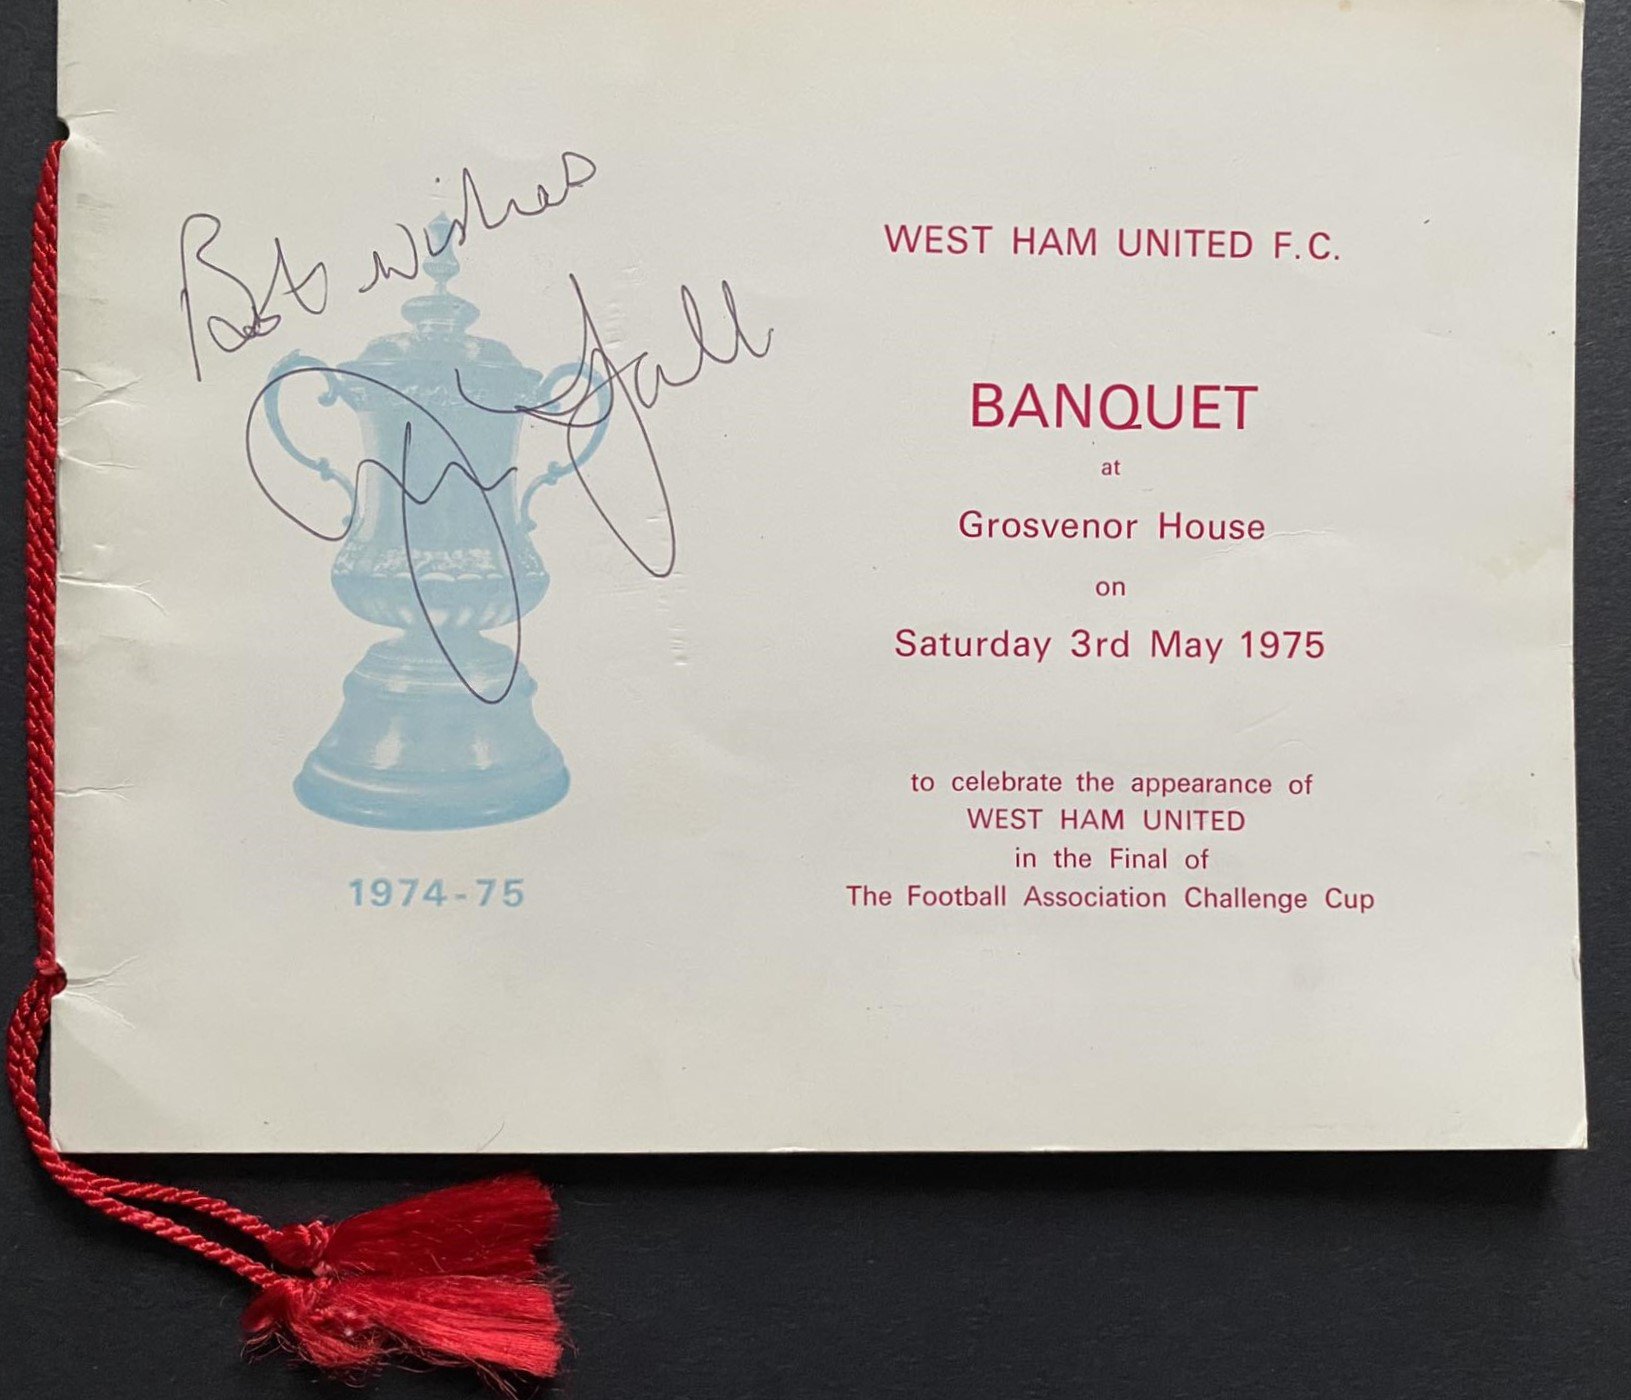 Best wishes
WEST HAM UNITED F.C.
BANQUET
at
Grosvenor House
on
Saturday 3rd May 1975
to celebrate the appearance of
WEST HAM UNITED
in the Final of
The Football Association Challenge Cup
1974-75